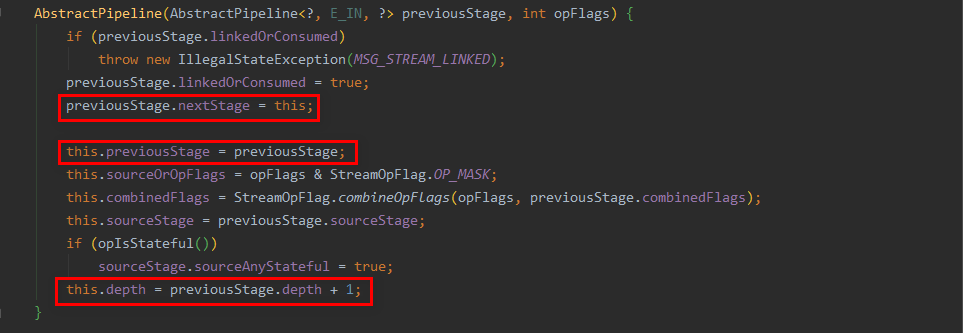 AbstractPipeline(AbstractPipeline<?, E_IN, ?> previousStage, int opFlags) {
if (previousStage.linkedOrConsumed)
throw new IllegalStateException(MSG_STREAM_LINKED);
previousStage.linkedOrConsumed = true;
previousStage.nextStage = this;
this.previousStage = previousStage;
this.sourceOrOpFlags = opFlags & StreamOpFlag.OP_MASK;
this.combinedFlags = StreamOpFlag.combineOpFlags(opFlags, previousStage.combinedFlags);
this.sourceStage = previousStage.sourceStage;
if (opIsStateful())
sourceStage.sourceAnyStateful = true;
this.depth = previousStage.depth + 1;
}